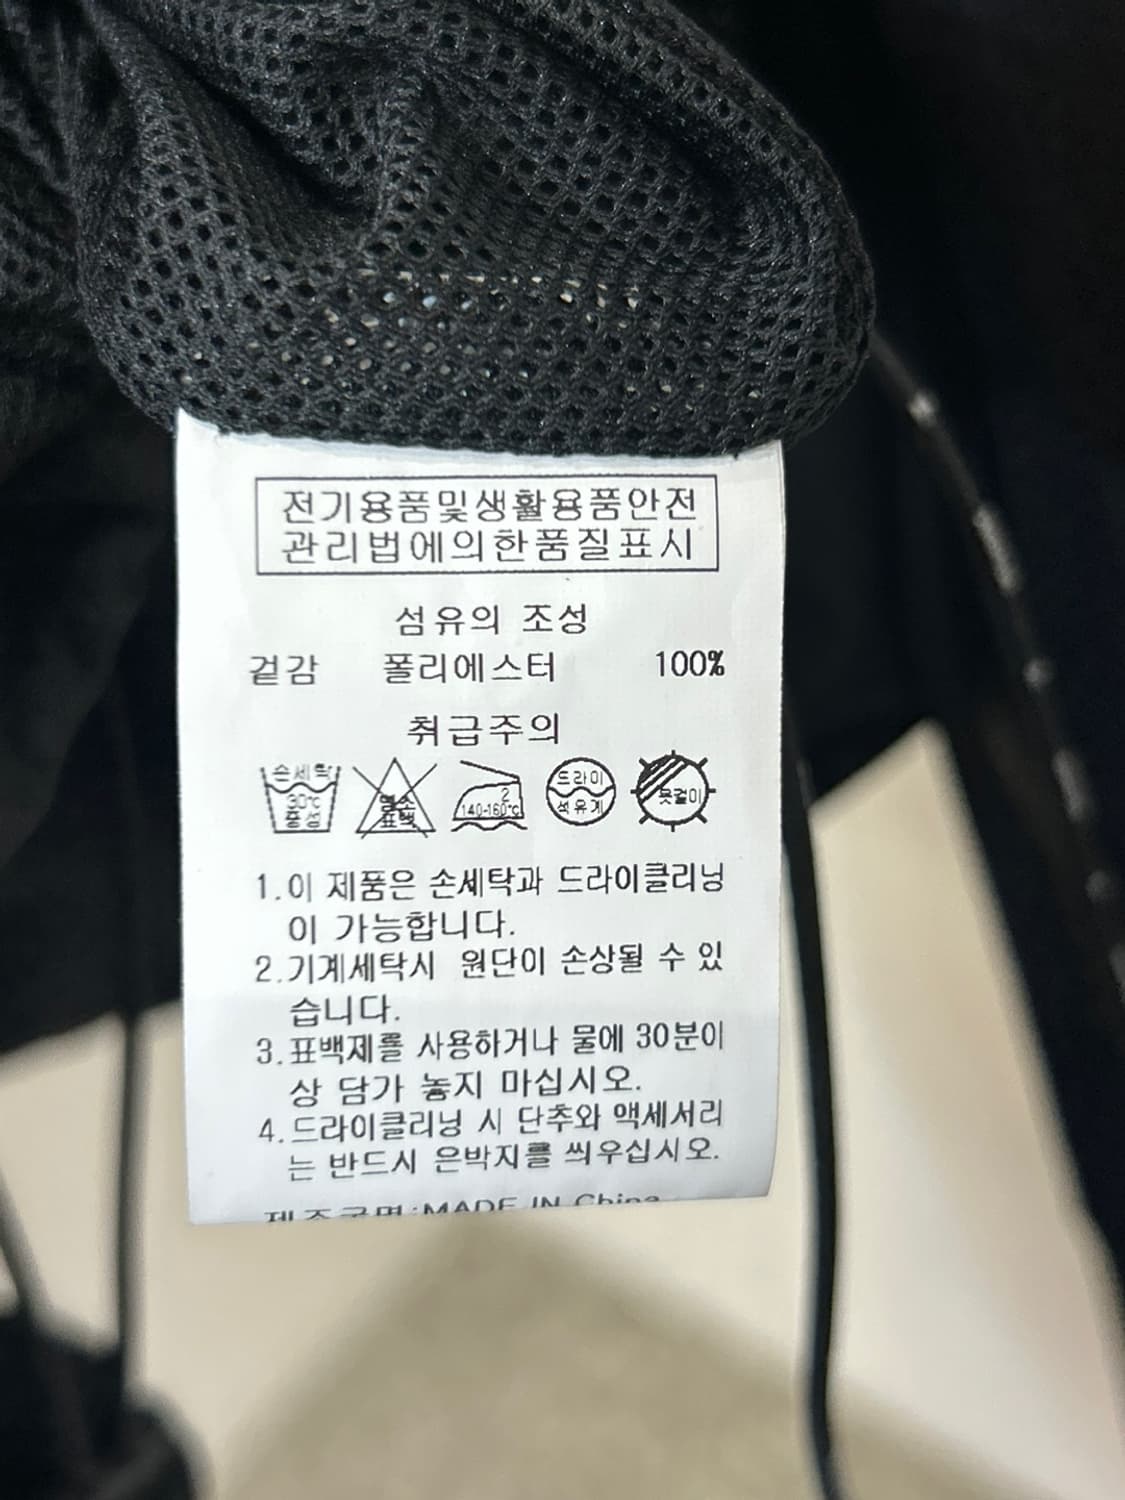 전기용품및생활용품안전
관리법에의한품질표시
섬유의 조성
겉감 폴리에스터 100%
취급주의
손세탁
30℃
중성
염소
표백
2
140-160℃
드라이
석유계
옷걸이
1.이 제품은 손세탁과 드라이클리닝
이 가능합니다.
2.기계세탁시 원단이 손상될 수 있
습니다.
3.표백제를 사용하거나 물에 30분이
상 담가 놓지 마십시오.
4.드라이클리닝 시 단추와 액세서리
는 반드시 은박지를 씌우십시오.
제조국명:MADE IN China